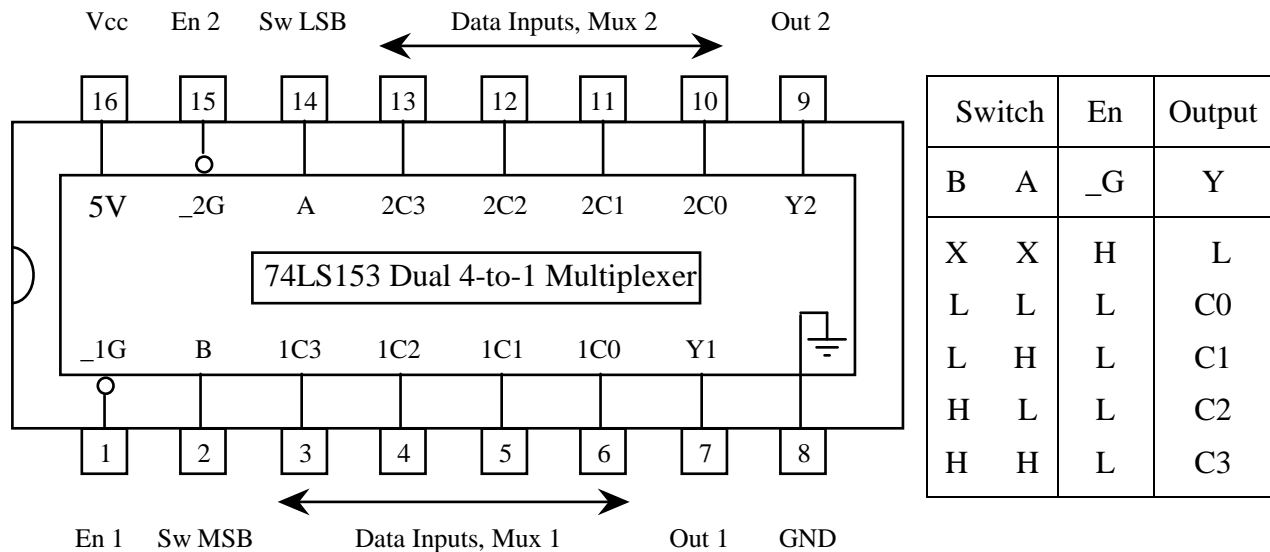 Vcc En 2 Sw LSB Data Inputs, Mux 2 Out 2
16 15 14 13 12 11 10 9
5V _2G A 2C3 2C2 2C1 2C0 Y2
74LS153 Dual 4-to-1 Multiplexer
_1G B 1C3 1C2 1C1 1C0 Y1
1 2 3 4 5 6 7 8
En 1 Sw MSB Data Inputs, Mux 1 Out 1 GND
Switch En Output
B A _G Y
X X H L
L L L C0
L H L C1
H L L C2
H H L C3